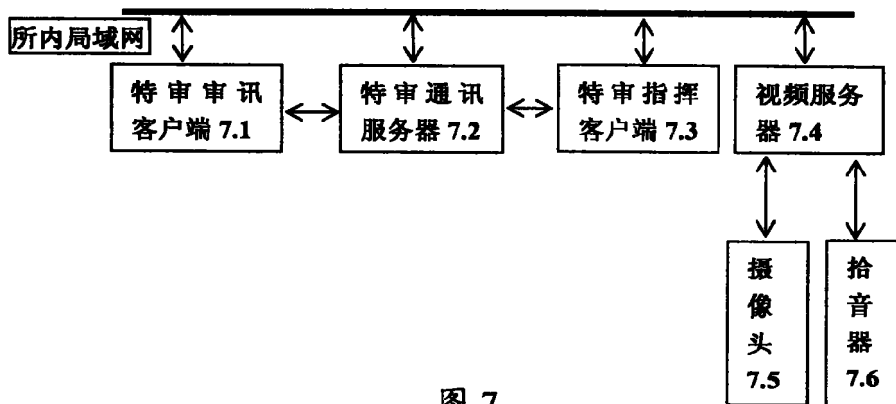 所内局域网
特审审讯
客户端 7.1
特审通讯
服务器 7.2
特审指挥
客户端 7.3
视频服务
器 7.4
摄
像
头
7.5
拾
音
器
7.6
图 7